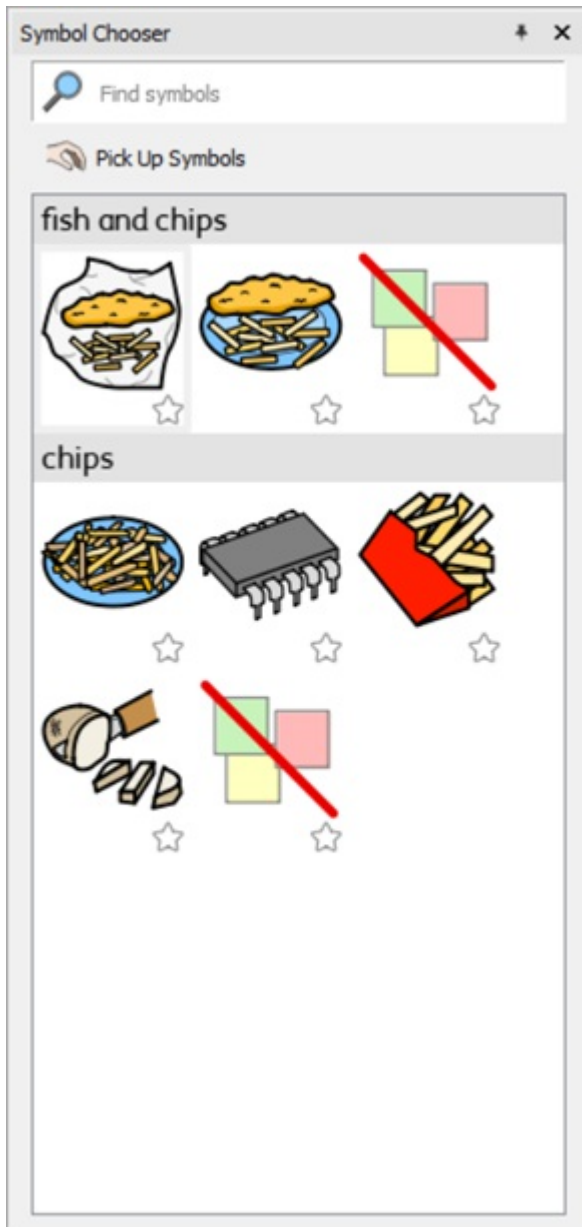 Symbol Chooser
Find symbols
Pick Up Symbols
fish and chips
chips